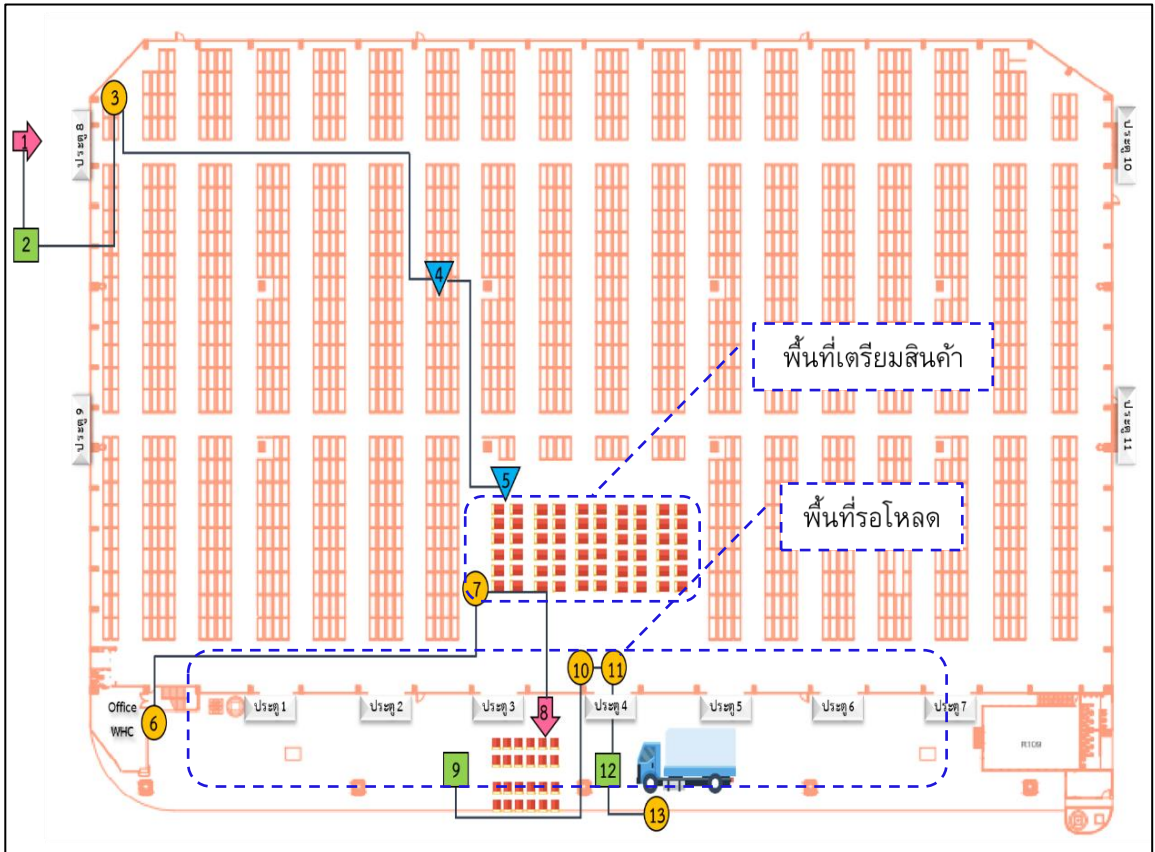 3
ประตู 8
1
ประตู 10
2
4
พื้นที่เตรียมสินค้า
ประตู 9
ประตู 11
5
พื้นที่รอโหลด
7
10
11
Office
WHC
6
ประตู 1
ประตู 2
ประตู 3
8
ประตู 4
ประตู 5
ประตู 6
ประตู 7
R109
9
12
13